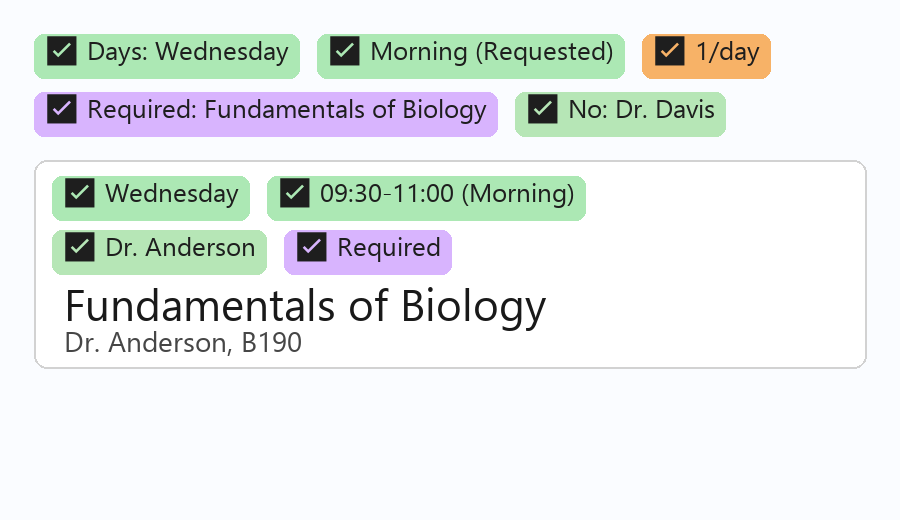 Days: Wednesday Morning (Requested) 1/day
Required: Fundamentals of Biology No: Dr. Davis
Wednesday 09:30-11:00 (Morning)
Dr. Anderson Required
Fundamentals of Biology
Dr. Anderson, B190